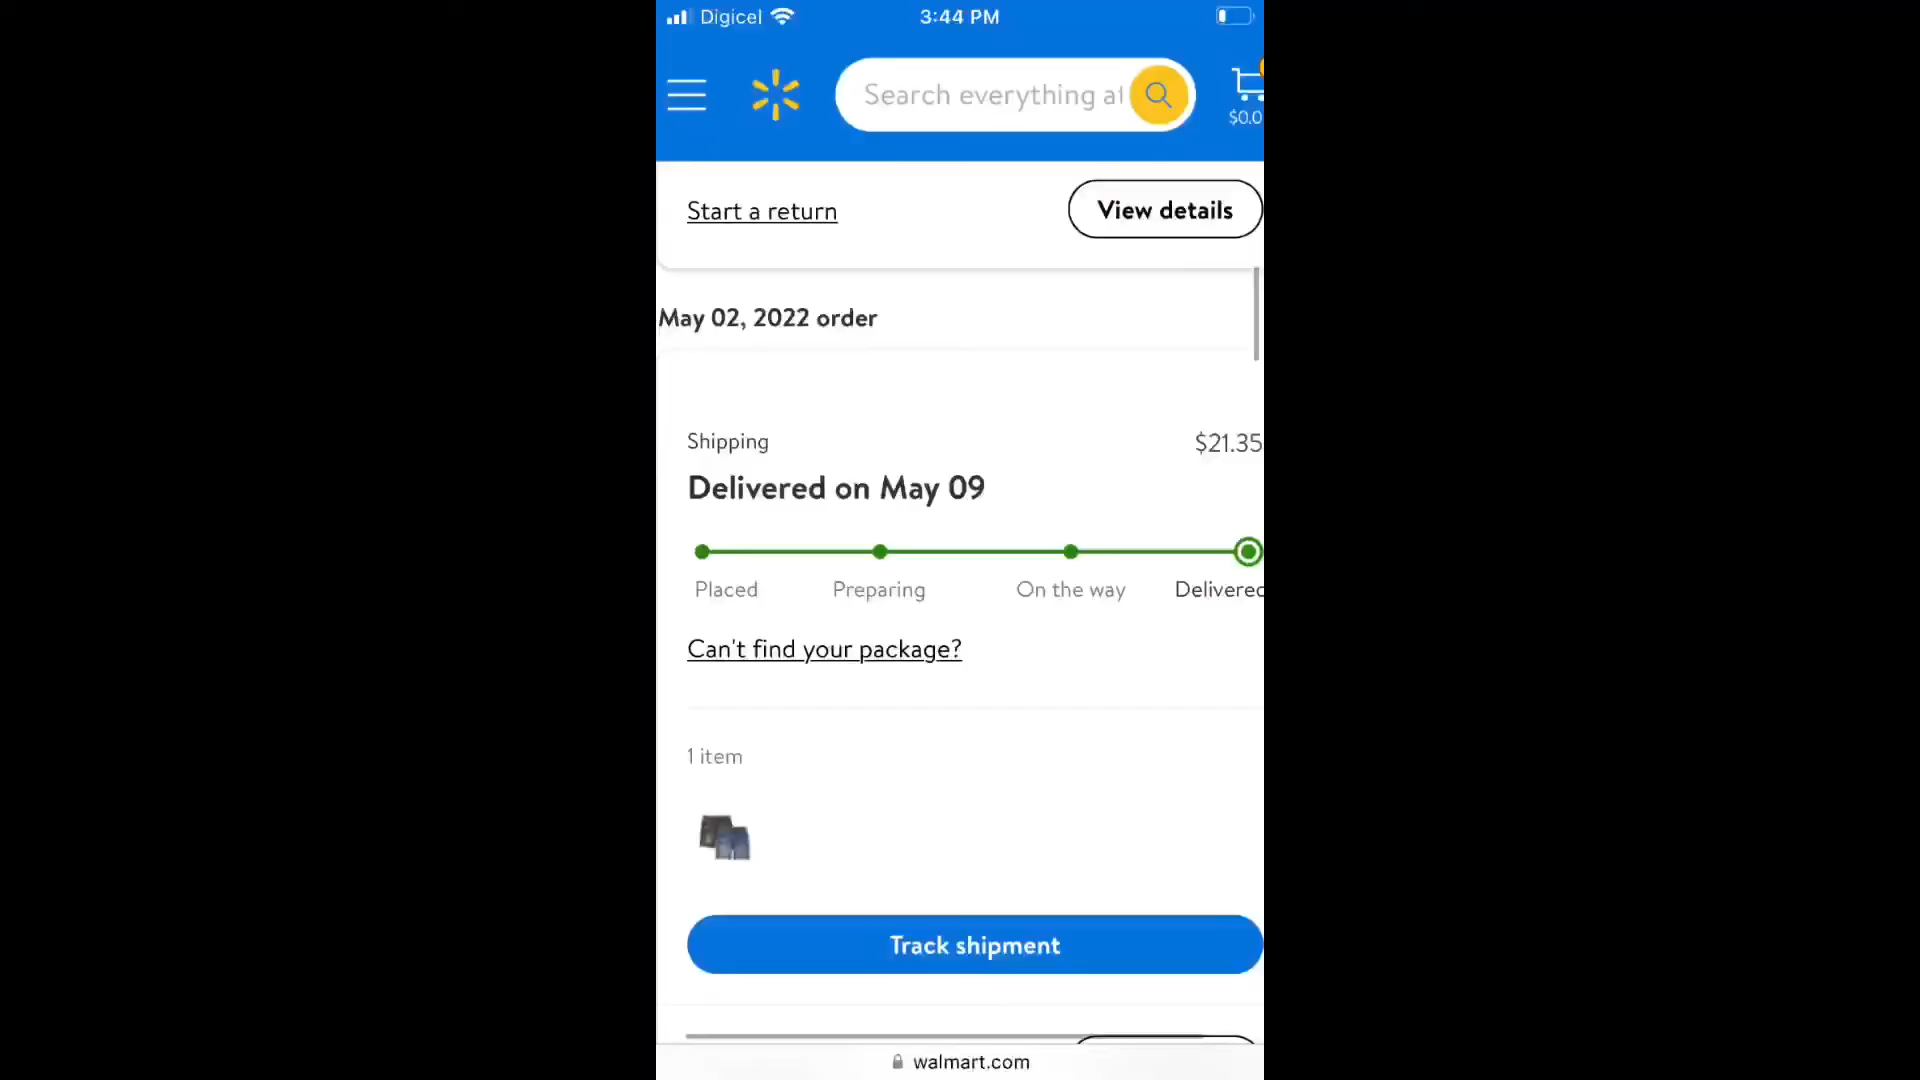 Digicel 3:44 PM
Search everything at
$0.0
Start a return View details
May 02, 2022 order
Shipping $21.35
Delivered on May 09
Placed Preparing On the way Delivered
Can't find your package?
1 item
Track shipment
walmart.com